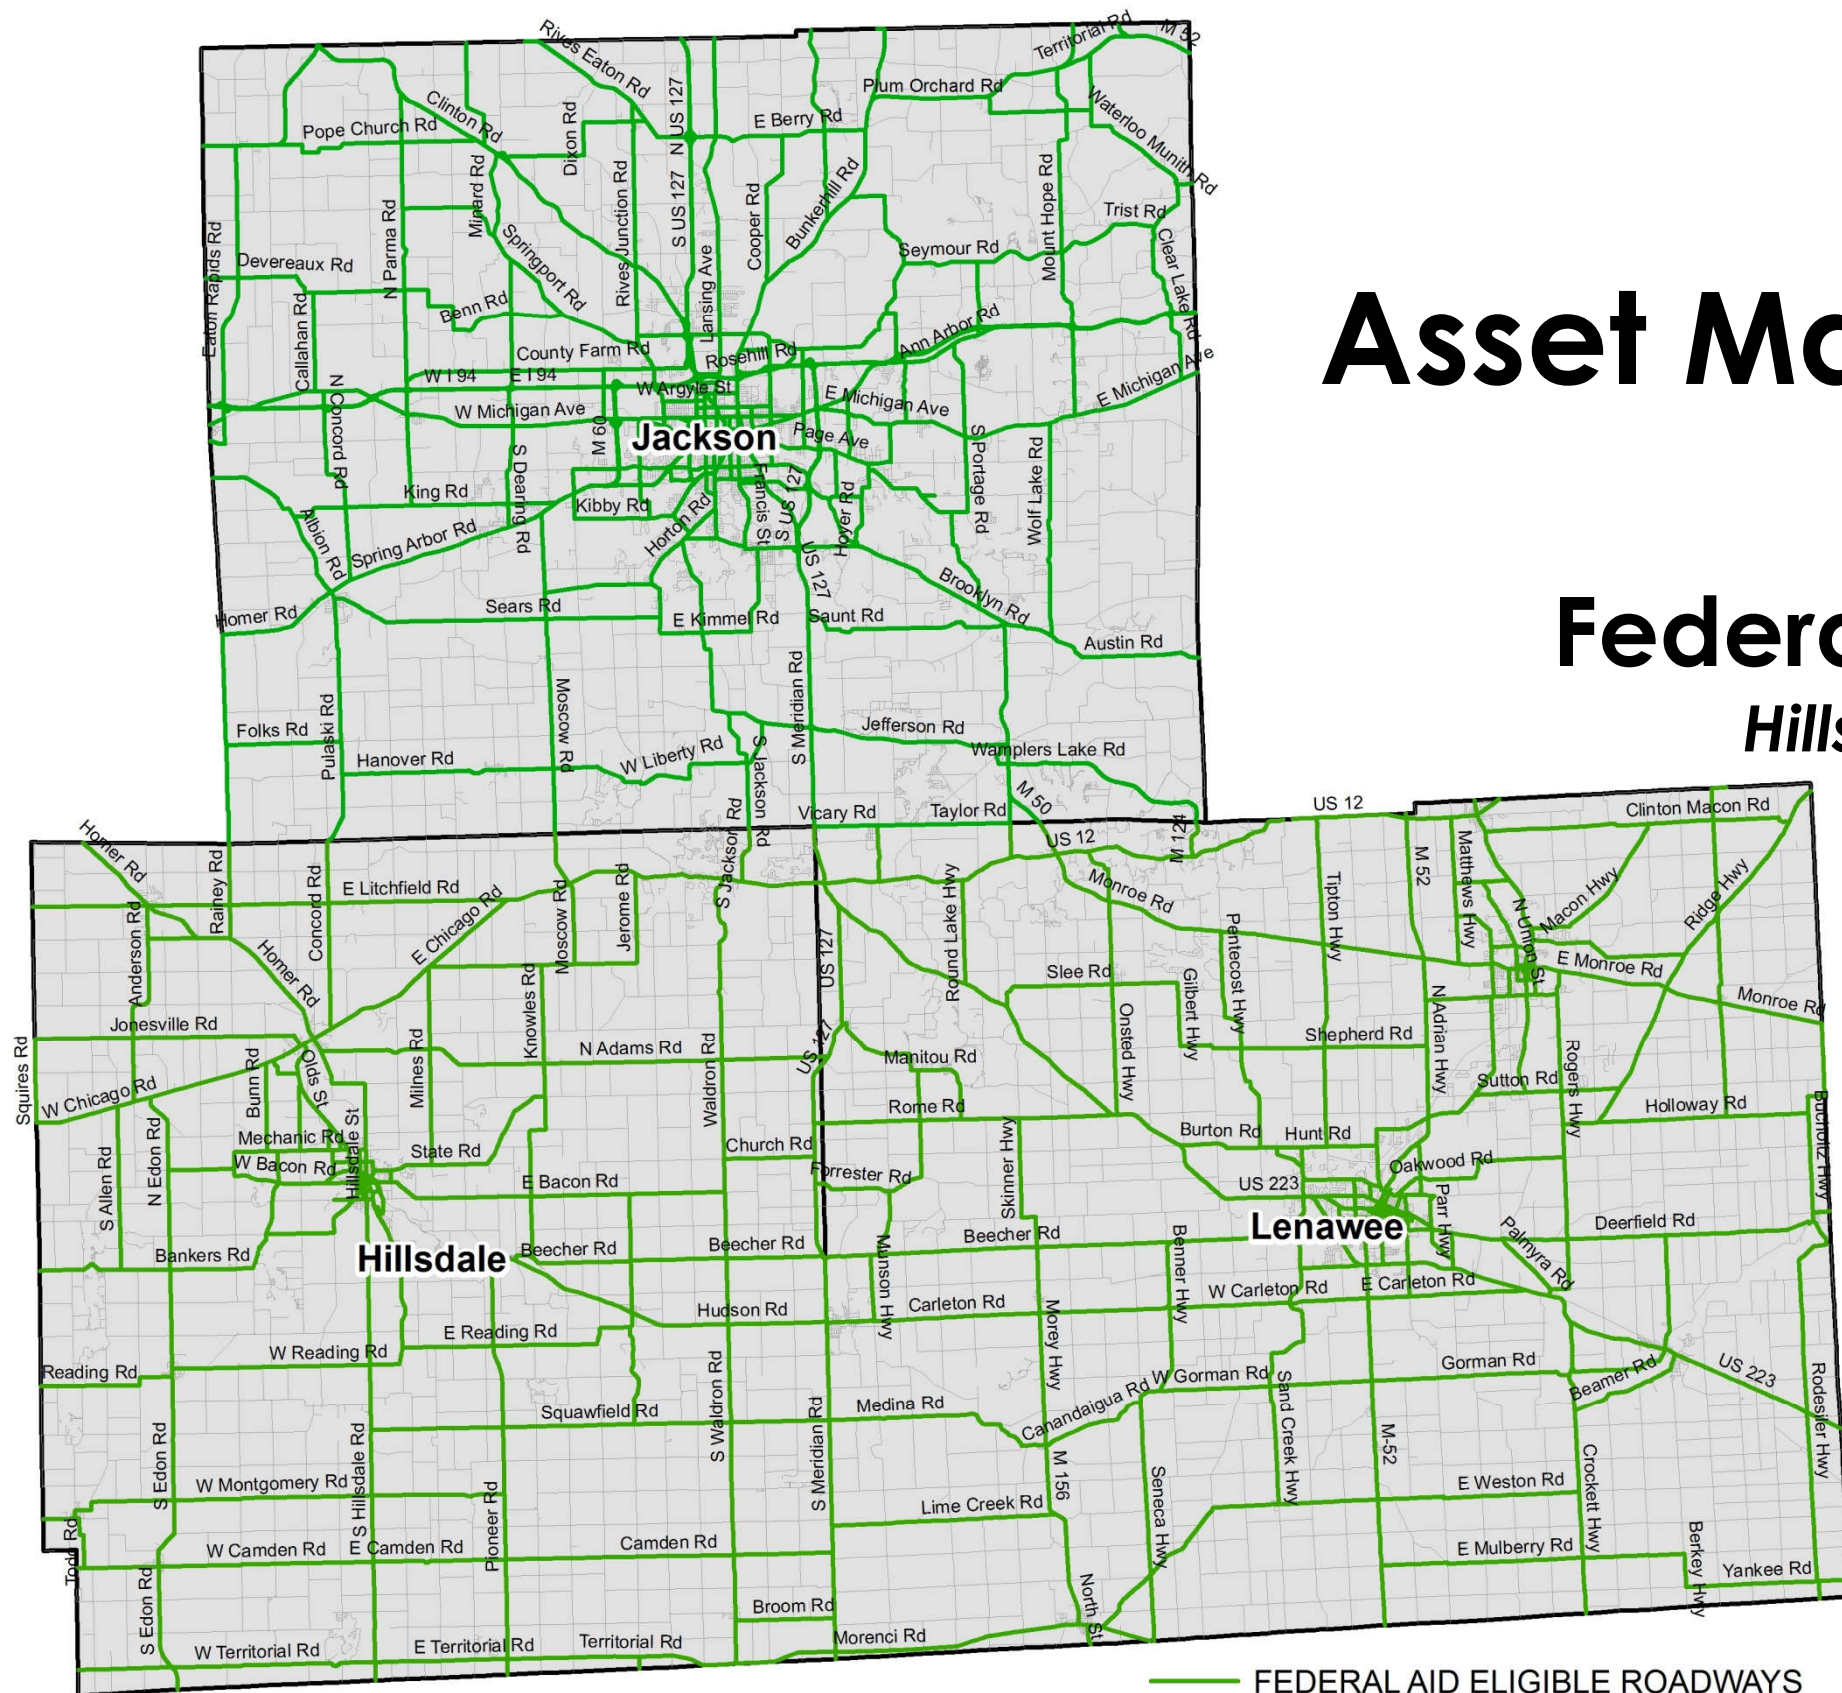 Rives Eaton Rd
Territorial Rd
M 52
Plum Orchard Rd
Clinton Rd
Pope Church Rd
Dixon Rd
N US 127
E Berry Rd
Waterloo Munith Rd
Minard Rd
Rives Junction Rd
S US 127
Cooper Rd
Bunkerhill Rd
Mount Hope Rd
Trist Rd
Eaton Rapids Rd
Devereaux Rd
N Parma Rd
Springport Rd
Lansing Ave
Seymour Rd
Clear Lake Rd
Callahan Rd
Benn Rd
County Farm Rd
Rosehill Rd
Ann Arbor Rd
Asset Ma
W I 94
E I 94
W Argyle St
E Michigan Ave
E Michigan Ave
N Concord Rd
W Michigan Ave
M 60
Jackson
Page Ave
S Dearing Rd
King Rd
Kibby Rd
Francis St
S US 127
Hoyer Rd
S Portage Rd
Wolf Lake Rd
Albion Rd
Spring Arbor Rd
Horton Rd
US 127
Brooklyn Rd
Homer Rd
Sears Rd
E Kimmel Rd
Saunt Rd
Austin Rd
Federa
Hills
Folks Rd
Pulaski Rd
Hanover Rd
Moscow Rd
W Liberty Rd
S Jackson Rd
S Meridian Rd
Jefferson Rd
Wamplers Lake Rd
M 50
Vicary Rd
Taylor Rd
US 12
US 12
M 124
Clinton Macon Rd
Homer Rd
Rainey Rd
Concord Rd
E Litchfield Rd
E Chicago Rd
Moscow Rd
Jerome Rd
S Jackson Rd
Round Lake Hwy
Monroe Rd
Tipton Hwy
M 52
Matthews Hwy
N Union St
Macon Hwy
Ridge Hwy
Anderson Rd
Homer Rd
Knowles Rd
US 127
Slee Rd
Gilbert Hwy
Pentecost Hwy
E Monroe Rd
Monroe Rd
Squires Rd
Jonesville Rd
Olds St
Milnes Rd
N Adams Rd
Waldron Rd
US 127
Manitou Rd
Onsted Hwy
Shepherd Rd
N Adrian Hwy
Rogers Hwy
Sutton Rd
W Chicago Rd
Bunn Rd
Rome Rd
Holloway Rd
Bucholtz Hwy
S Allen Rd
N Edon Rd
Mechanic Rd
W Bacon Rd
Hillsdale St
State Rd
Church Rd
Forrester Rd
Skinner Hwy
Burton Rd
Hunt Rd
Oakwood Rd
E Bacon Rd
US 223
Parr Hwy
Lenawee
Palmyra Rd
Deerfield Rd
Bankers Rd
Hillsdale
Beecher Rd
Beecher Rd
Munson Hwy
Beecher Rd
Benner Hwy
W Carleton Rd
E Carleton Rd
Hudson Rd
Carleton Rd
Morey Hwy
E Reading Rd
W Reading Rd
Reading Rd
S Waldron Rd
S Meridian Rd
W Gorman Rd
Gorman Rd
Beamer Rd
US 223
Rodesiler Hwy
Squawfield Rd
Medina Rd
Canandaigua Rd
Sand Creek Hwy
M-52
S Edon Rd
S Hillsdale Rd
Pioneer Rd
W Montgomery Rd
M 156
Seneca Hwy
Lime Creek Rd
E Weston Rd
Crockett Hwy
Todd Rd
W Camden Rd
E Camden Rd
Camden Rd
E Mulberry Rd
Berkey Hwy
Yankee Rd
S Edon Rd
Broom Rd
North St
W Territorial Rd
E Territorial Rd
Territorial Rd
Morenci Rd
FEDERAL AID ELIGIBLE ROADWAYS